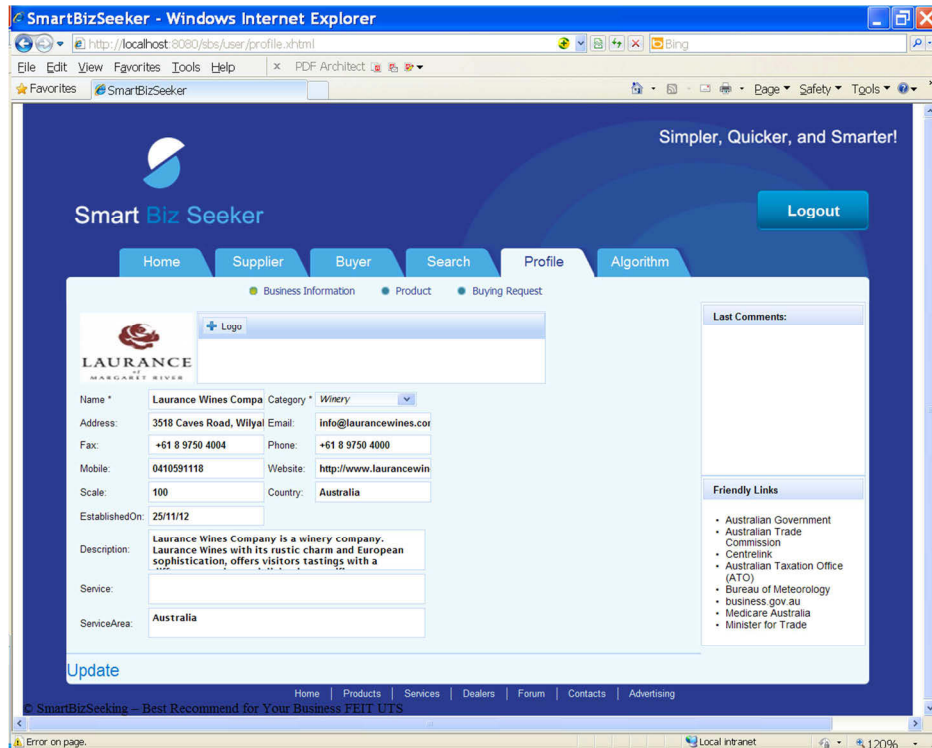 SmartBizSeeker - Windows Internet Explorer
http://localhost:8080/sbs/user/profile.xhtml
Bing
File Edit View Favorites Tools Help x PDF Architect
Favorites SmartBizSeeker Page Safety Tools
Simpler, Quicker, and Smarter!
Smart Biz Seeker
Logout
Home Supplier Buyer Search Profile Algorithm
Business Information Product Buying Request
Last Comments:
+ Logo
LAURANCE
of
MARGARET RIVER
Name * Laurance Wines Compa Category * Winery
Address: 3518 Caves Road, Wilyal Email: info@laurancewines.cor
Fax: +61 8 9750 4004 Phone: +61 8 9750 4000
Mobile: 0410591118 Website: http://www.laurancewin
Scale: 100 Country: Australia
EstablishedOn: 25/11/12
Description: Laurance Wines Company is a winery company.
Laurance Wines with its rustic charm and European
sophistication, offers visitors tastings with a
Service:
ServiceArea: Australia
Friendly Links
• Australian Government
• Australian Trade
Commission
• Centrelink
• Australian Taxation Office
(ATO)
• Bureau of Meteorology
• business.gov.au
• Medicare Australia
• Minister for Trade
Update
Home | Products | Services | Dealers | Forum | Contacts | Advertising
© SmartBizSeeking – Best Recommend for Your Business FEIT UTS
Error on page. Local intranet 120%